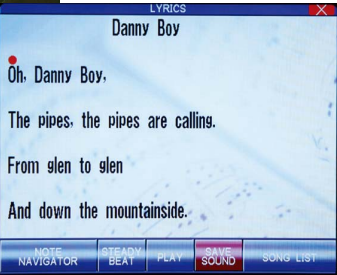 LYRICS
Danny Boy
Oh, Danny Boy,
The pipes, the pipes are calling.
From glen to glen
And down the mountainside.
NOTE NAVIGATOR
STEADY BEAT
PLAY
SAVE SOUND
SONG LIST